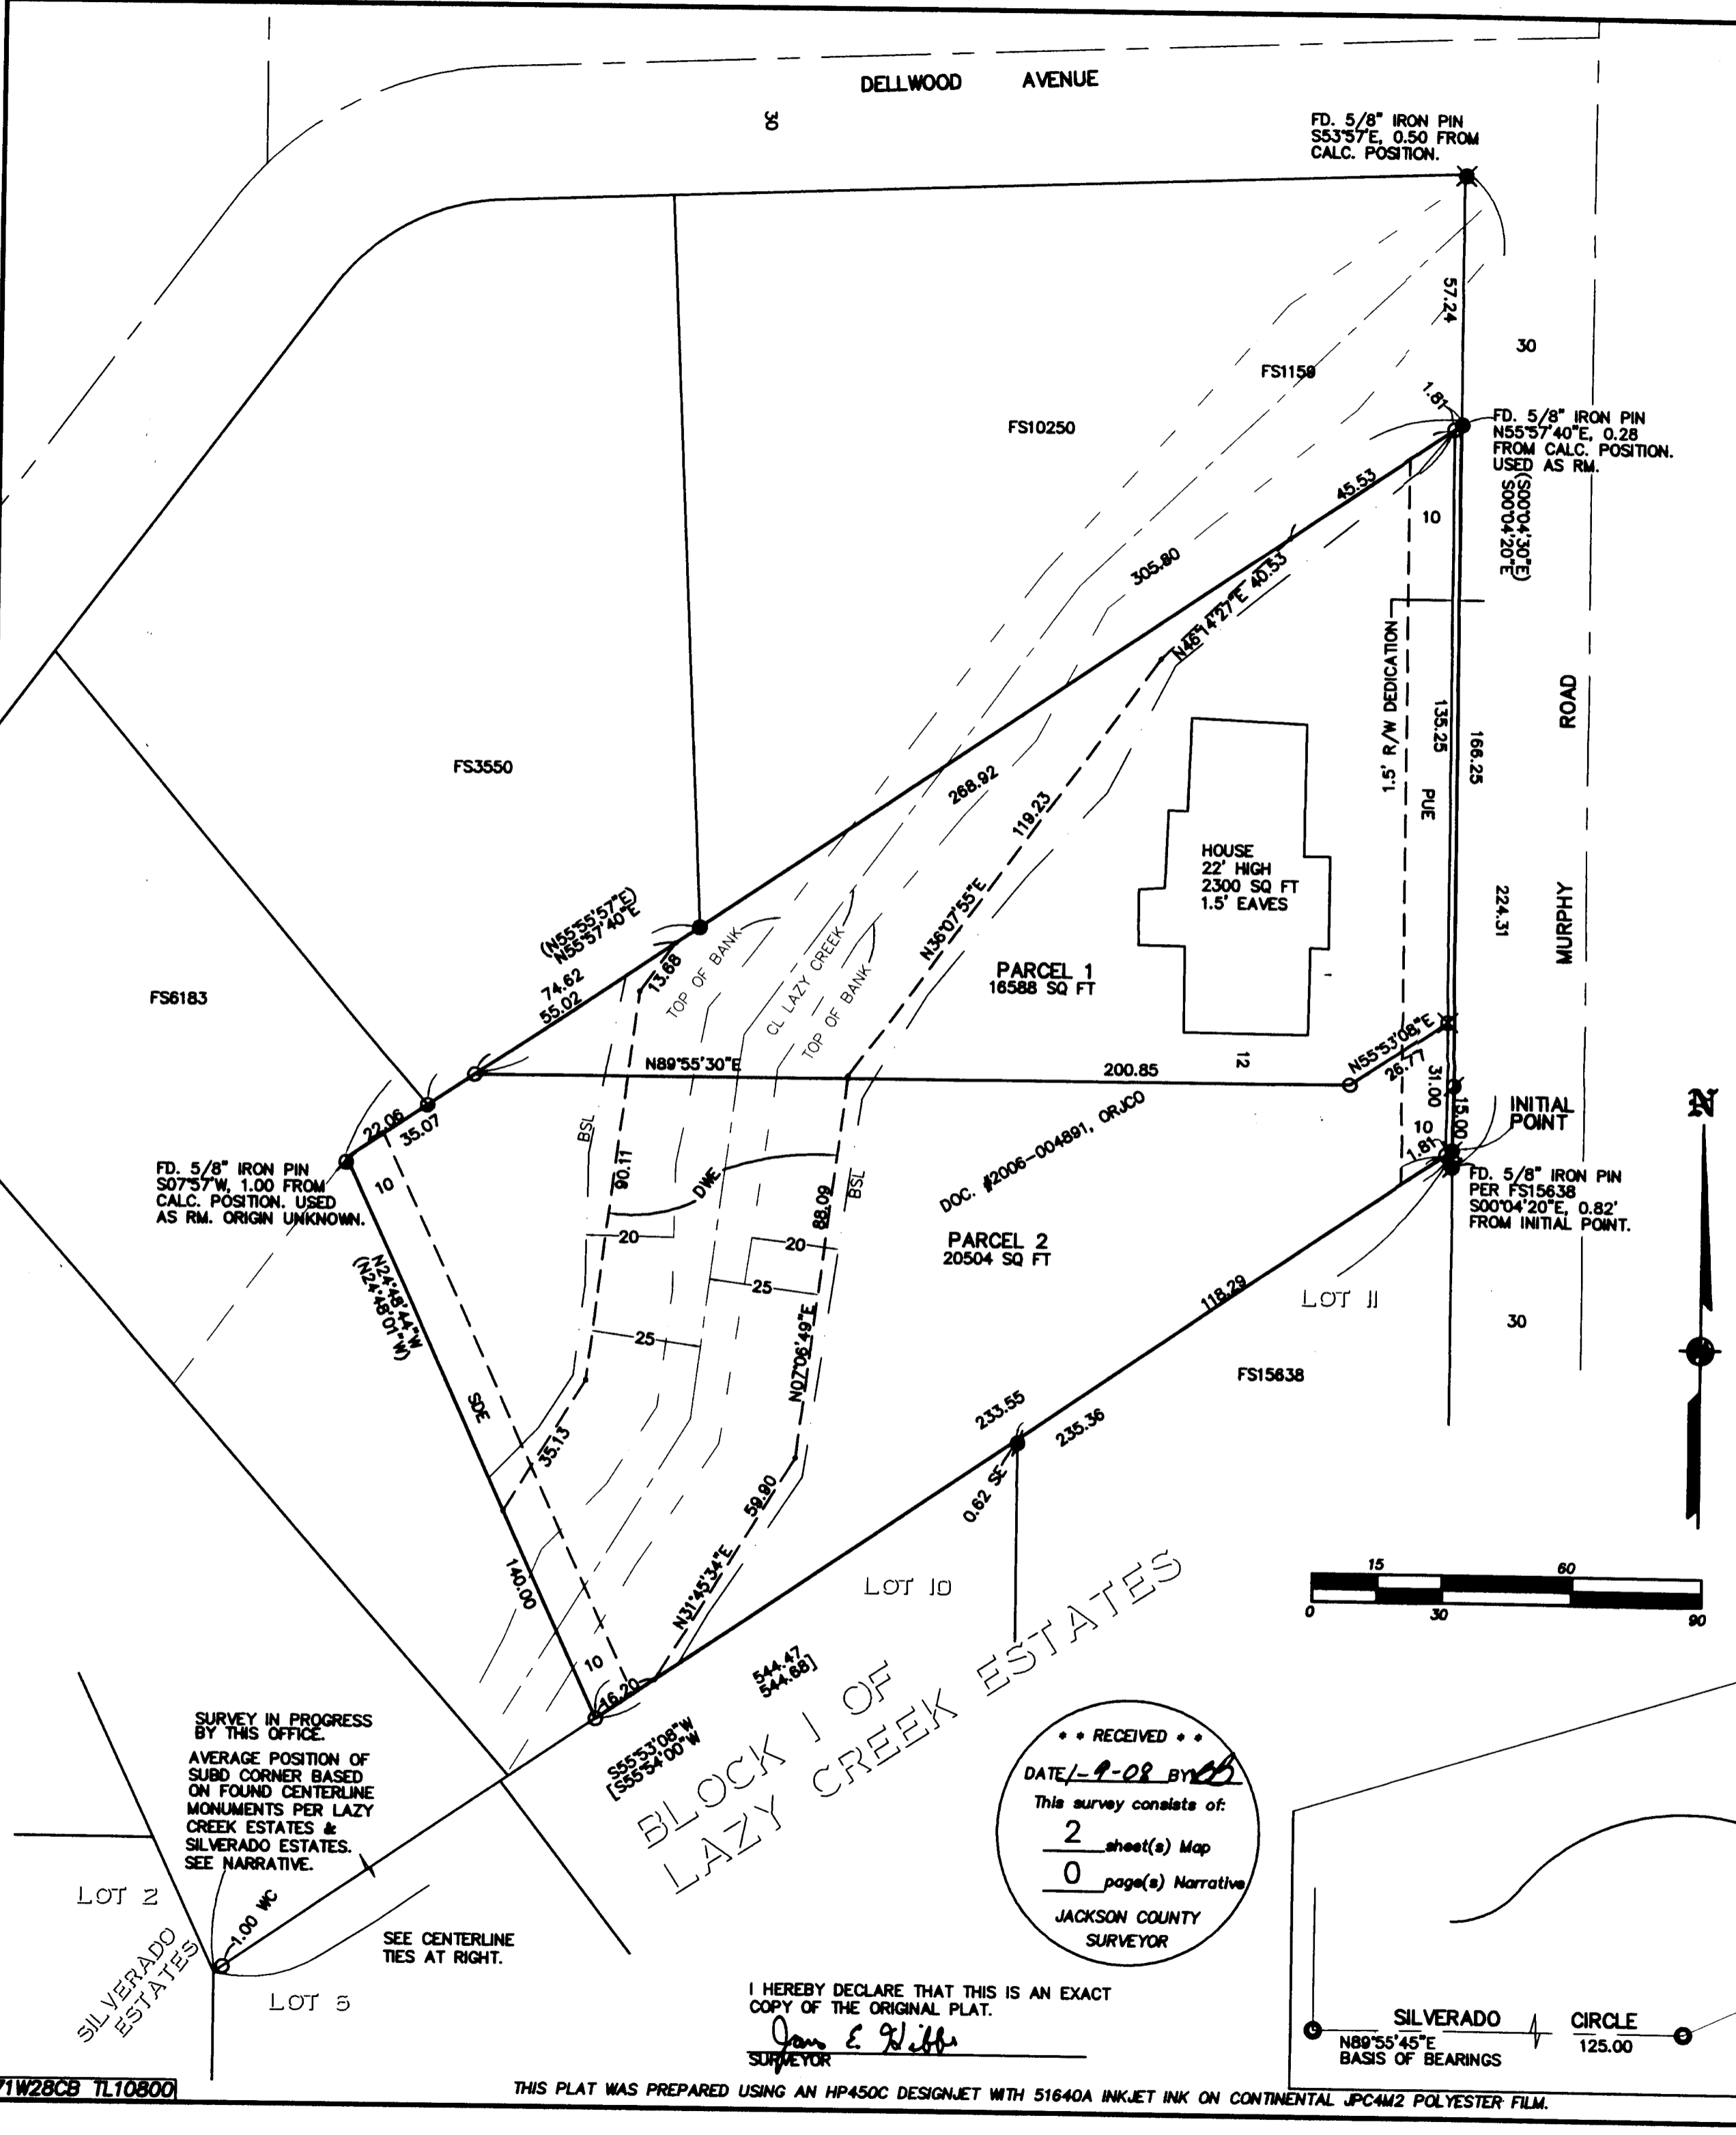 DELLWOOD AVENUE
30
FD. 5/8" IRON PIN
S53°57'E, 0.50 FROM
CALC. POSITION.
57.24
30
FS1159
FS10250
1.81
FD. 5/8" IRON PIN
N55°57'40"E, 0.28
FROM CALC. POSITION.
USED AS RM.
(S00°04'30"E)
S00°04'20"E
45.53
10
305.80
N46°14'27"E 40.53
1.5' R/W DEDICATION
135.25
166.25
PUE
MURPHY ROAD
224.31
FS3550
268.92
119.23
HOUSE
22' HIGH
2300 SQ FT
1.5' EAVES
(N55°55'57"E)
N55°57'40"E
N36°07'55"E
TOP OF BANK
CL LAZY CREEK
TOP OF BANK
13.68
74.62
55.02
FS6183
PARCEL 1
16588 SQ FT
N89°55'30"E
200.85
12
N55°53'08"E
26.77
31.00
15.00
INITIAL
POINT
10
1.81
N
22.06
35.07
BSL
DOC. #2006-004891, ORJCO
FD. 5/8" IRON PIN
S07°57'W, 1.00 FROM
CALC. POSITION. USED
AS RM. ORIGIN UNKNOWN.
10
90.11
DWE
88.09
BSL
FD. 5/8" IRON PIN
PER FS15638
S00°04'20"E, 0.82'
FROM INITIAL POINT.
20
20
PARCEL 2
20504 SQ FT
N24°48'44"W
(N24°48'01"W)
25
25
118.29
LOT 11
30
N07°06'49"E
FS15638
SDE
35.13
233.55
235.36
0.62 SE
59.90
N31°45'34"E
140.00
LOT 10
15
60
0
30
90
10
16.20
544.47
544.68]
S55°53'08"W
[S55°54'00"W
BLOCK 1 OF
LAZY CREEK ESTATES
SURVEY IN PROGRESS
BY THIS OFFICE.
AVERAGE POSITION OF
SUBD CORNER BASED
ON FOUND CENTERLINE
MONUMENTS PER LAZY
CREEK ESTATES &
SILVERADO ESTATES.
SEE NARRATIVE.
LOT 2
1.00 WC
SILVERADO
ESTATES
LOT 5
SEE CENTERLINE
TIES AT RIGHT.
* * RECEIVED * *
DATE 1-9-08 BY
This survey consists of:
2 sheet(s) Map
0 page(s) Narrative
JACKSON COUNTY
SURVEYOR
I HEREBY DECLARE THAT THIS IS AN EXACT
COPY OF THE ORIGINAL PLAT.
SURVEYOR
SILVERADO CIRCLE
N89°55'45"E 125.00
BASIS OF BEARINGS
71W28CB TL10800
THIS PLAT WAS PREPARED USING AN HP450C DESIGNJET WITH 51640A INKJET INK ON CONTINENTAL JPC4M2 POLYESTER FILM.